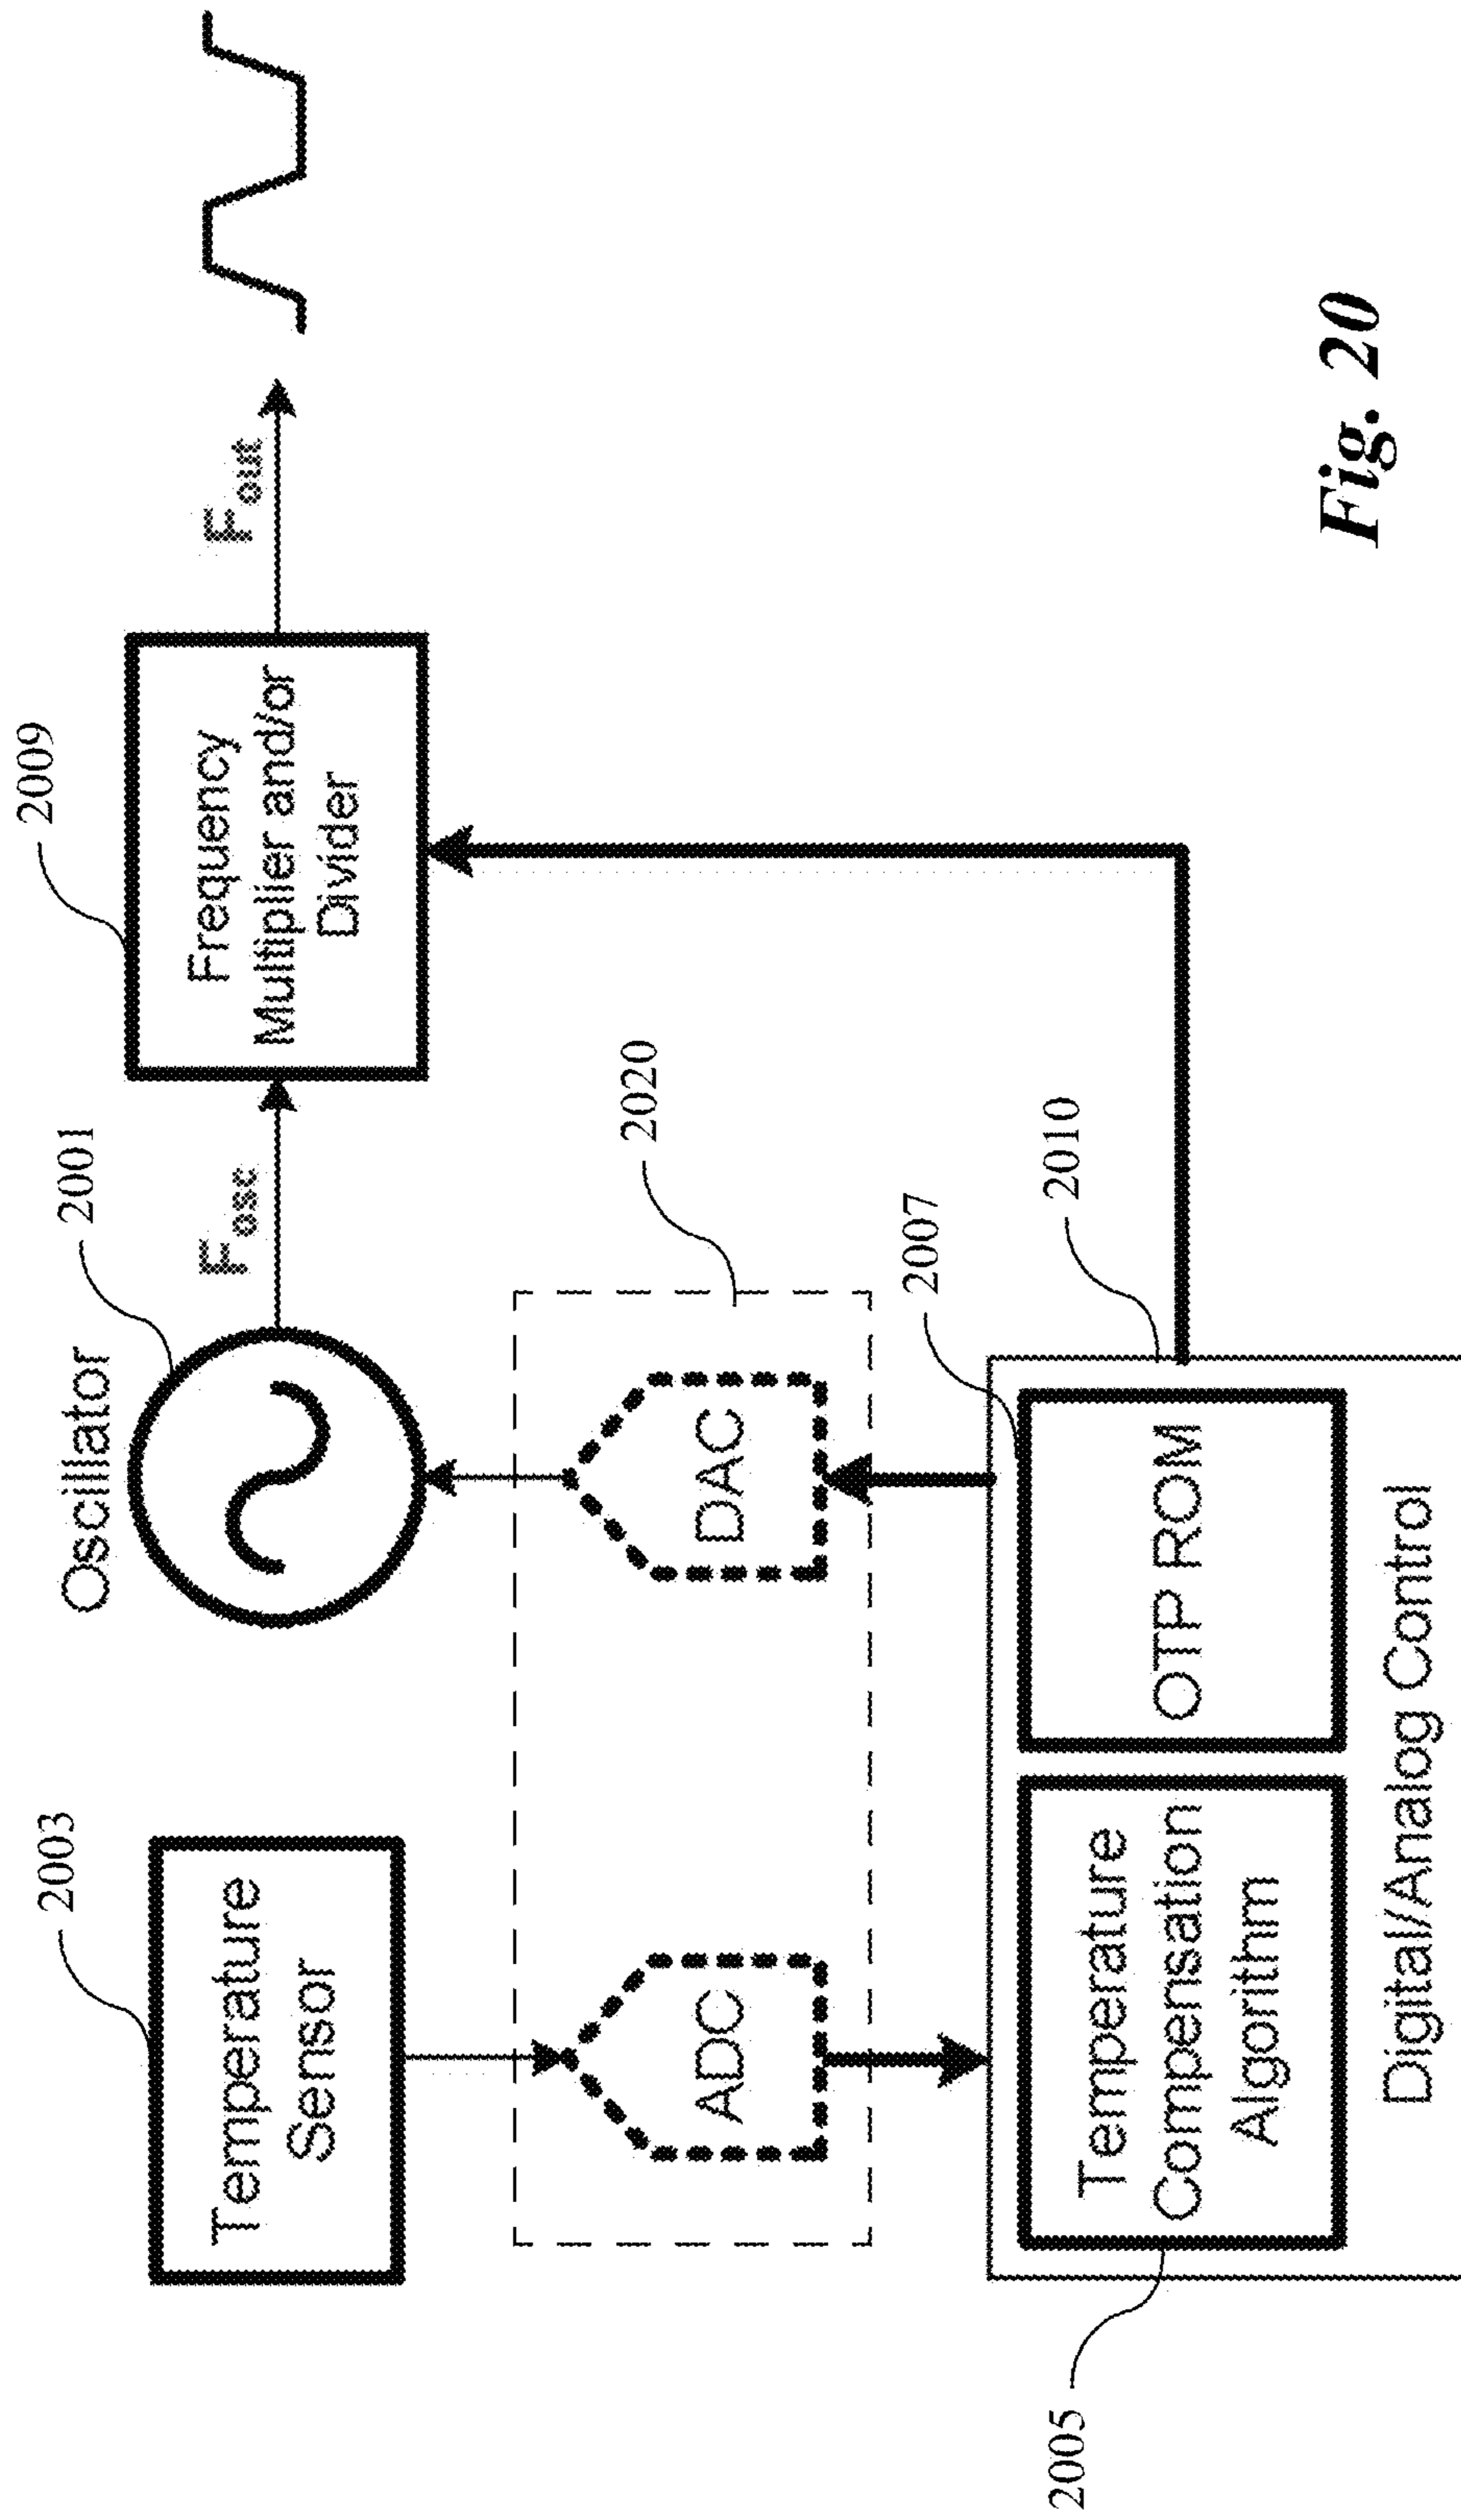 2003
Temperature
Sensor
Oscillator
2001
F_osc
2009
Frequency
Multiplier and/or
Divider
F_out
ADC
DAC
2020
2007
2010
2005
Temperature
Compensation
Algorithm
OTP ROM
Digital/Analog Control
Fig. 20